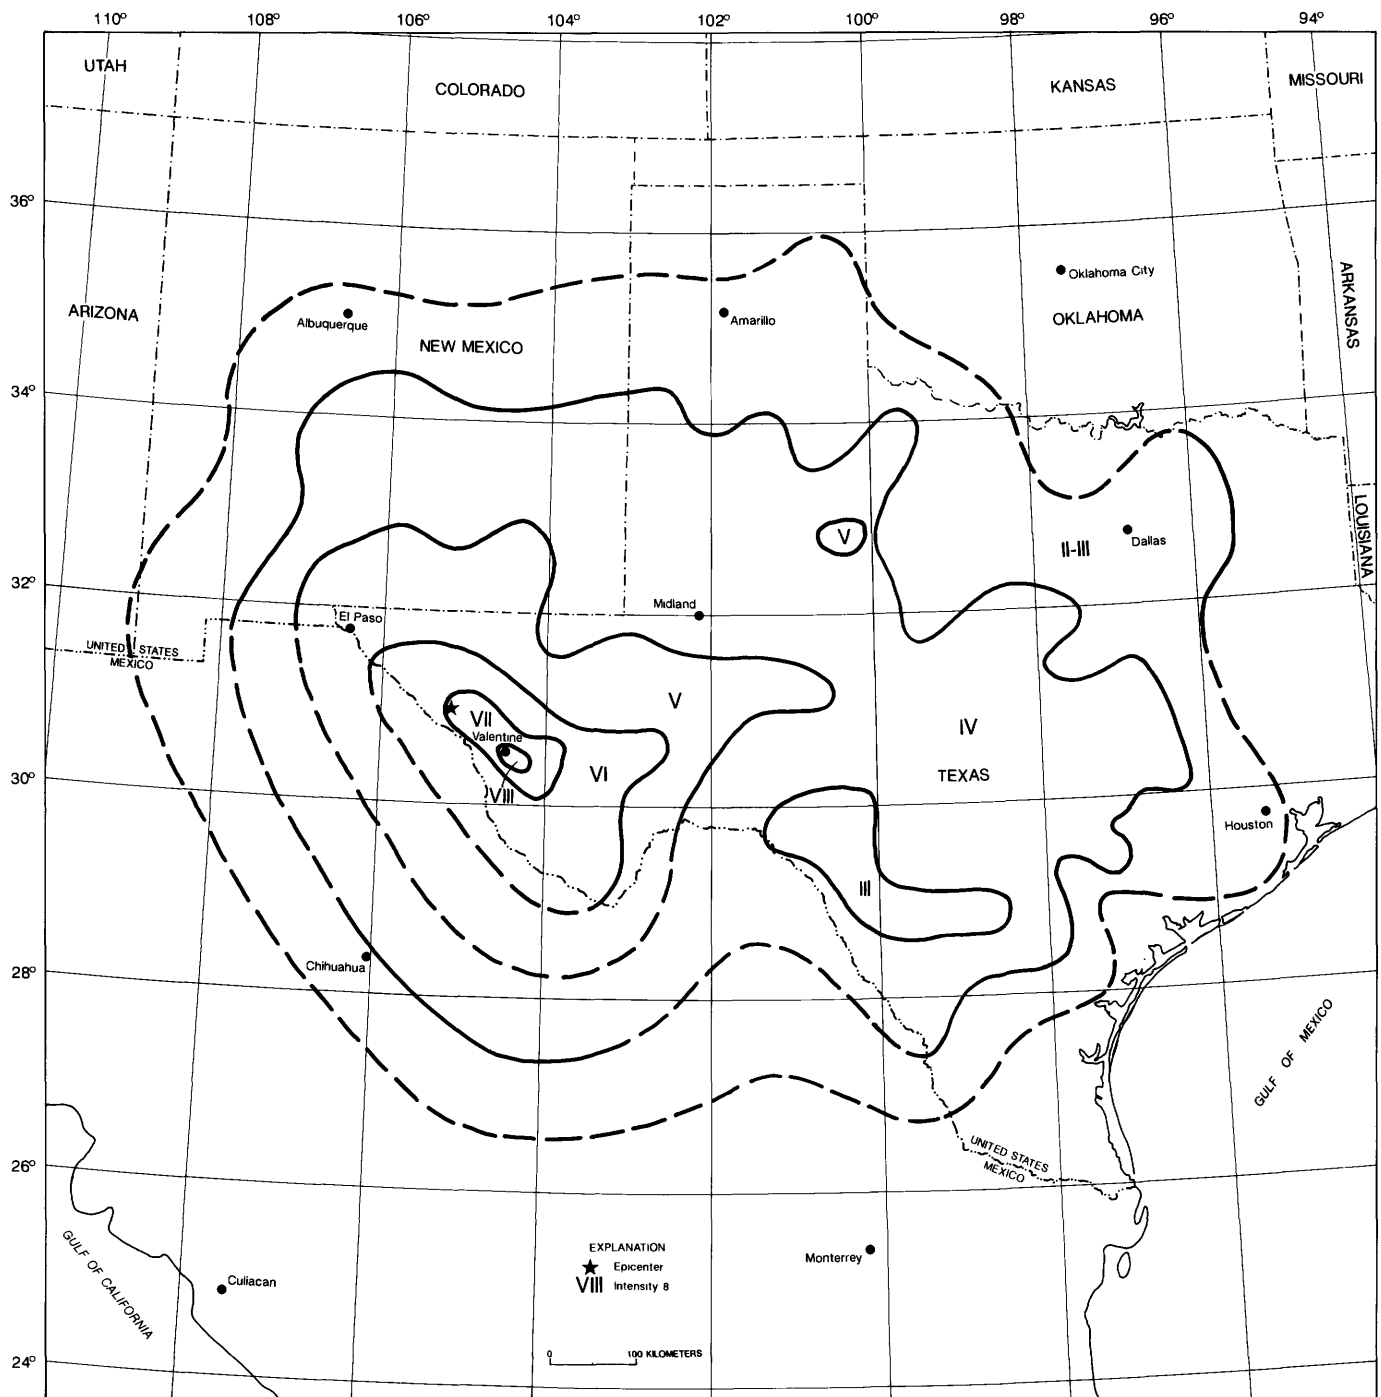 110° 108° 106° 104° 102° 100° 98° 96° 94°
UTAH
COLORADO
KANSAS
MISSOURI
36°
Oklahoma City
ARIZONA
Albuquerque
Amarillo
OKLAHOMA
ARKANSAS
NEW MEXICO
34°
V
II-III
Dallas
LOUISIANA
32°
Midland
El Paso
UNITED STATES
MEXICO
V
VII
IV
Valentine
VI
TEXAS
30°
VIII
Houston
III
28°
Chihuahua
GULF OF MEXICO
UNITED STATES
MEXICO
26°
GULF OF CALIFORNIA
EXPLANATION
Epicenter
VIII Intensity 8
Monterrey
Culiacan
0 100 KILOMETERS
24°